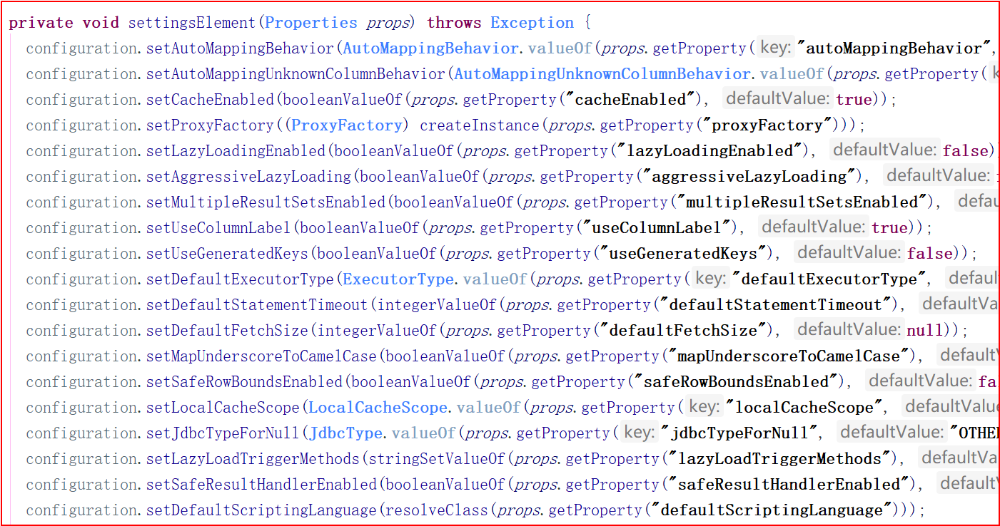 private void settingsElement(Properties props) throws Exception {
configuration.setAutoMappingBehavior(AutoMappingBehavior.valueOf(props.getProperty( key: "autoMappingBehavior",
configuration.setAutoMappingUnknownColumnBehavior(AutoMappingUnknownColumnBehavior.valueOf(props.getProperty(
configuration.setCacheEnabled(booleanValueOf(props.getProperty("cacheEnabled"), defaultValue: true));
configuration.setProxyFactory((ProxyFactory) createInstance(props.getProperty("proxyFactory")));
configuration.setLazyLoadingEnabled(booleanValueOf(props.getProperty("lazyLoadingEnabled"), defaultValue: false)
configuration.setAggressiveLazyLoading(booleanValueOf(props.getProperty("aggressiveLazyLoading"), defaultValue:
configuration.setMultipleResultSetsEnabled(booleanValueOf(props.getProperty("multipleResultSetsEnabled"), defau
configuration.setUseColumnLabel(booleanValueOf(props.getProperty("useColumnLabel"), defaultValue: true));
configuration.setUseGeneratedKeys(booleanValueOf(props.getProperty("useGeneratedKeys"), defaultValue: false));
configuration.setDefaultExecutorType(ExecutorType.valueOf(props.getProperty( key: "defaultExecutorType", defaul
configuration.setDefaultStatementTimeout(integerValueOf(props.getProperty("defaultStatementTimeout"), defaultVa
configuration.setDefaultFetchSize(integerValueOf(props.getProperty("defaultFetchSize"), defaultValue: null));
configuration.setMapUnderscoreToCamelCase(booleanValueOf(props.getProperty("mapUnderscoreToCamelCase"), default
configuration.setSafeRowBoundsEnabled(booleanValueOf(props.getProperty("safeRowBoundsEnabled"), defaultValue: fa
configuration.setLocalCacheScope(LocalCacheScope.valueOf(props.getProperty( key: "localCacheScope", defaultValue
configuration.setJdbcTypeForNull(JdbcType.valueOf(props.getProperty( key: "jdbcTypeForNull", defaultValue: "OTHER
configuration.setLazyLoadTriggerMethods(stringSetValueOf(props.getProperty("lazyLoadTriggerMethods"), defaultVa
configuration.setSafeResultHandlerEnabled(booleanValueOf(props.getProperty("safeResultHandlerEnabled"), default
configuration.setDefaultScriptingLanguage(resolveClass(props.getProperty("defaultScriptingLanguage")));